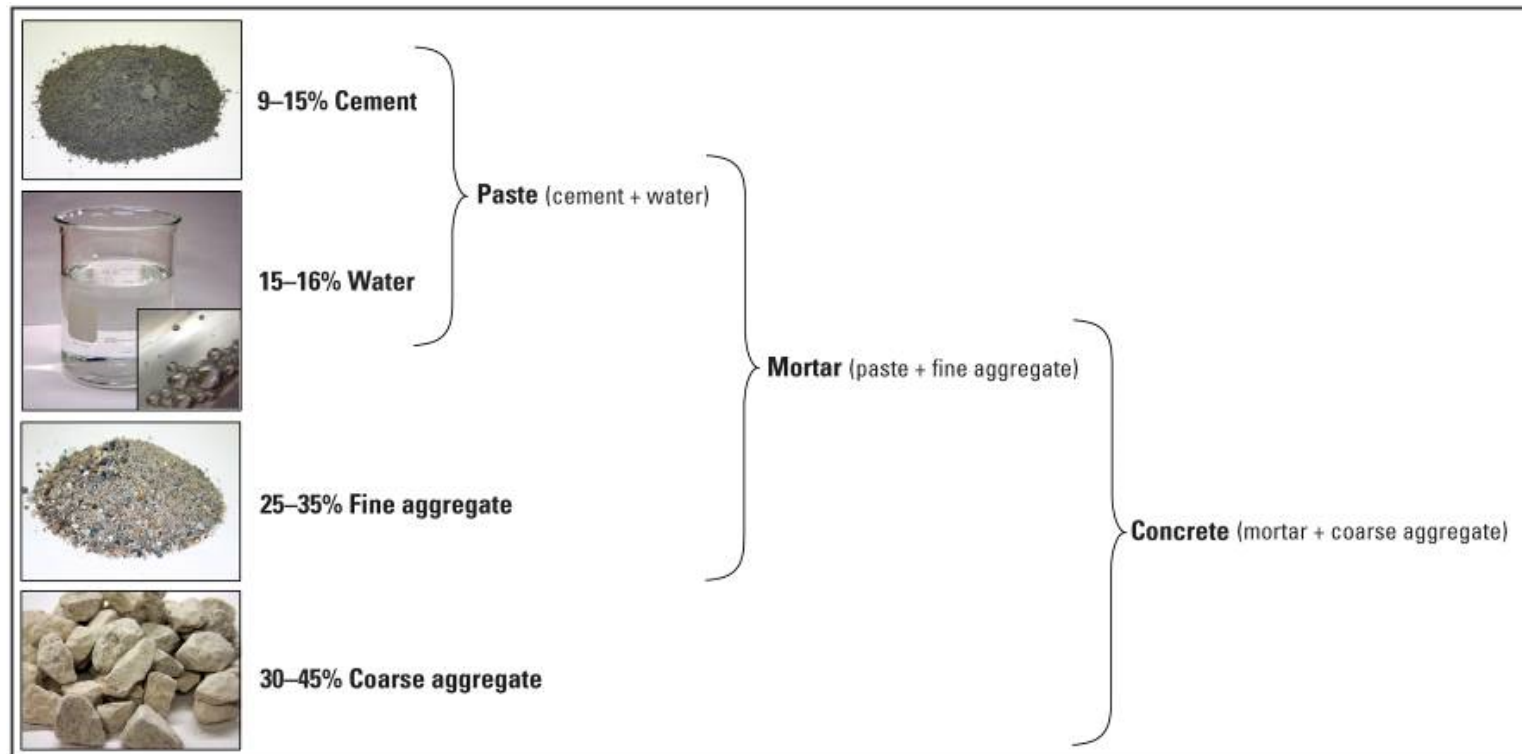 9–15% Cement
Paste (cement + water)
15–16% Water
Mortar (paste + fine aggregate)
25–35% Fine aggregate
Concrete (mortar + coarse aggregate)
30–45% Coarse aggregate